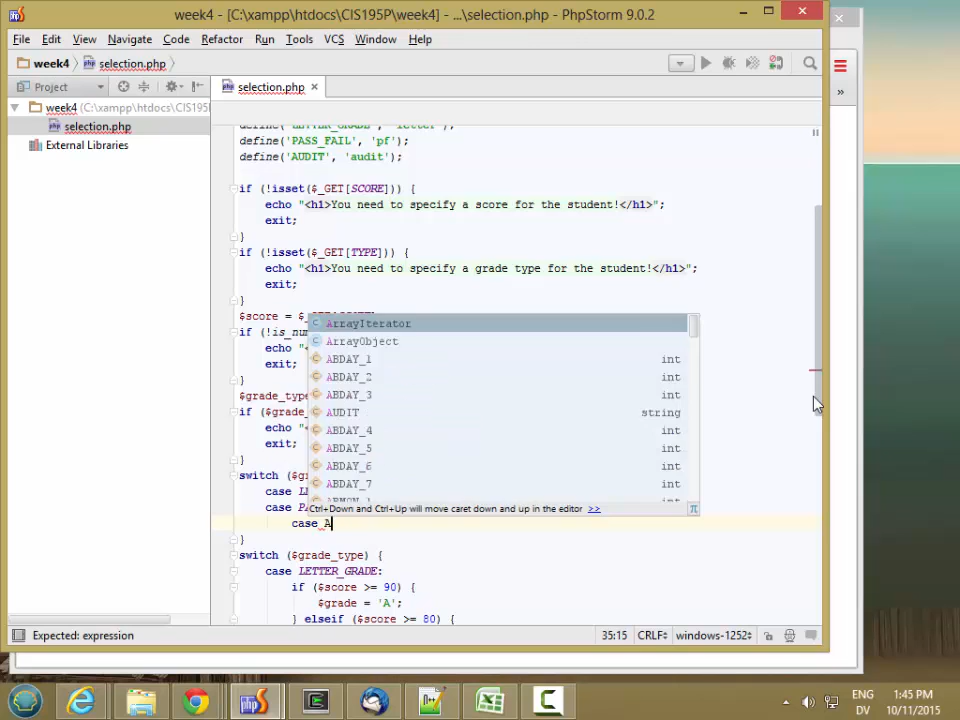 week4 - [C:\xampp\htdocs\CIS195P\week4] - ...\selection.php - PhpStorm 9.0.2
File Edit View Navigate Code Refactor Run Tools VCS Window Help
week4 selection.php
Project
selection.php
week4 (C:\xampp\htdocs\CIS195P\
selection.php
External Libraries
define('LETTER_GRADE', 'letter');
define('PASS_FAIL', 'pf');
define('AUDIT', 'audit');
if (!isset($_GET[SCORE])) {
echo "<h1>You need to specify a score for the student!</h1>";
exit;
}
if (!isset($_GET[TYPE])) {
echo "<h1>You need to specify a grade type for the student!</h1>";
exit;
}
$score = $_
if (!is_nu
echo "<
exit;
}
$grade_type
if ($grade_
echo "<
exit;
}
switch ($g
case L
case P
case A
}
switch ($grade_type) {
case LETTER_GRADE:
if ($score >= 90) {
$grade = 'A';
} elseif ($score >= 80) {
ArrayIterator
ArrayObject
ABDAY_1 int
ABDAY_2 int
ABDAY_3 int
AUDIT string
ABDAY_4 int
ABDAY_5 int
ABDAY_6 int
ABDAY_7 int
ABMON_1 int
Ctrl+Down and Ctrl+Up will move caret down and up in the editor >>
π
Expected: expression 35:15 CRLF windows-1252
»
ENG
DV
1:45 PM
10/11/2015